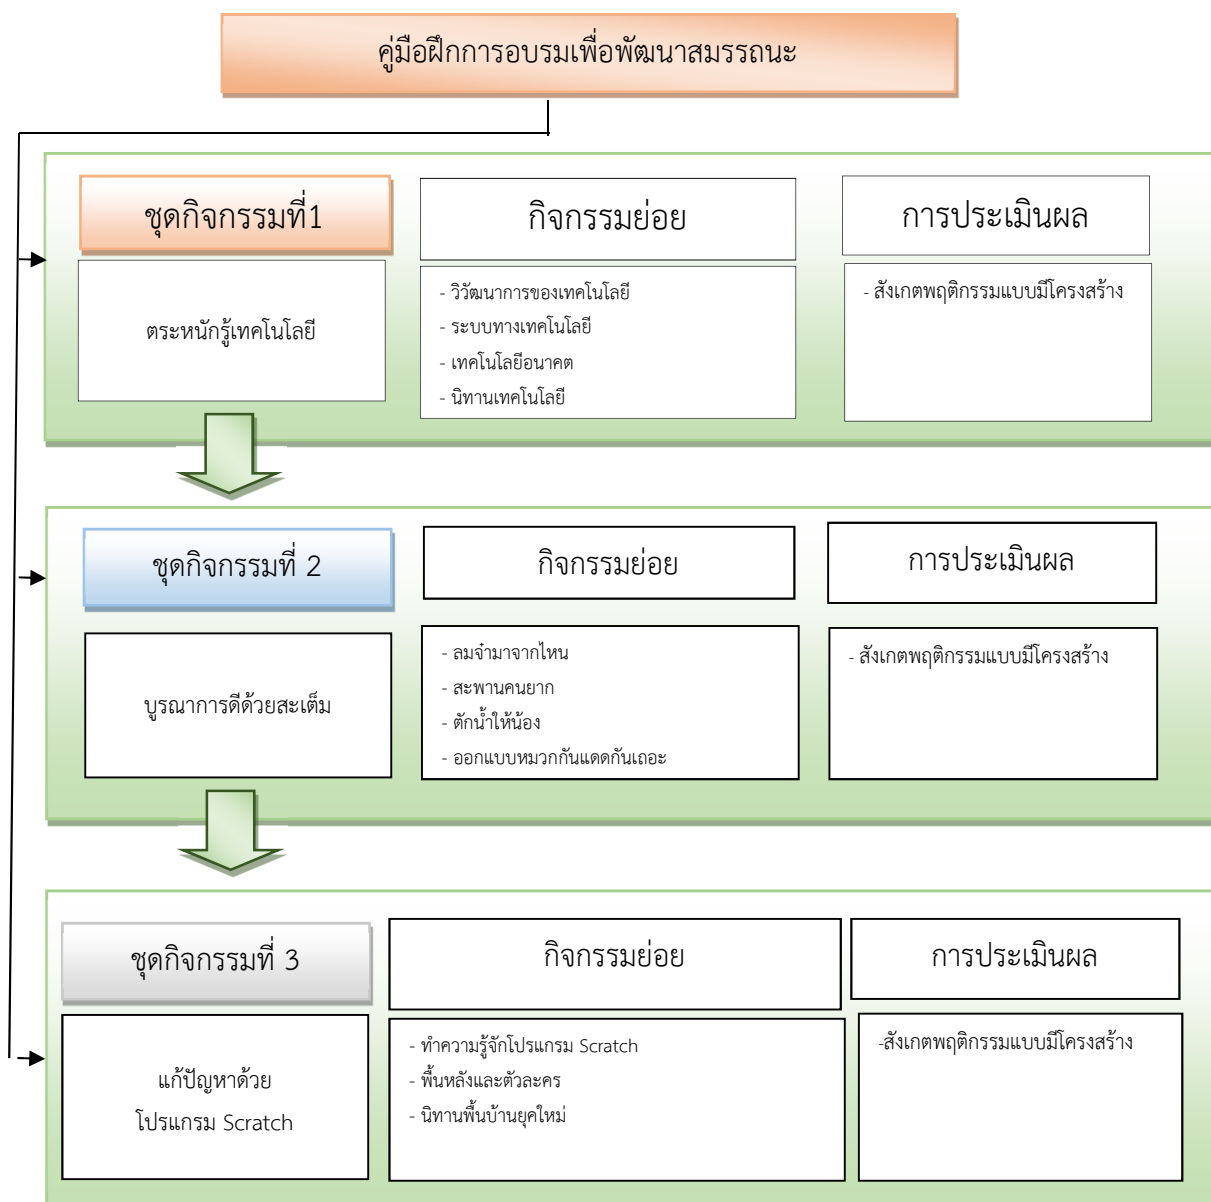 คู่มือฝึกการอบรมเพื่อพัฒนาสมรรถนะ
ชุดกิจกรรมที่1
กิจกรรมย่อย
การประเมินผล
ตระหนักรู้เทคโนโลยี
- วิวัฒนาการของเทคโนโลยี
- ระบบทางเทคโนโลยี
- เทคโนโลยีอนาคต
- นิทานเทคโนโลยี
- สังเกตพฤติกรรมแบบมีโครงสร้าง
ชุดกิจกรรมที่ 2
กิจกรรมย่อย
การประเมินผล
บูรณาการดีด้วยสะเต็ม
- ลมจ๋ามาจากไหน
- สะพานคนยาก
- ตักน้ำให้น้อง
- ออกแบบหมวกกันแดดกันเถอะ
- สังเกตพฤติกรรมแบบมีโครงสร้าง
ชุดกิจกรรมที่ 3
กิจกรรมย่อย
การประเมินผล
แก้ปัญหาด้วย
โปรแกรม Scratch
- ทำความรู้จักโปรแกรม Scratch
- พื้นหลังและตัวละคร
- นิทานพื้นบ้านยุคใหม่
-สังเกตพฤติกรรมแบบมีโครงสร้าง